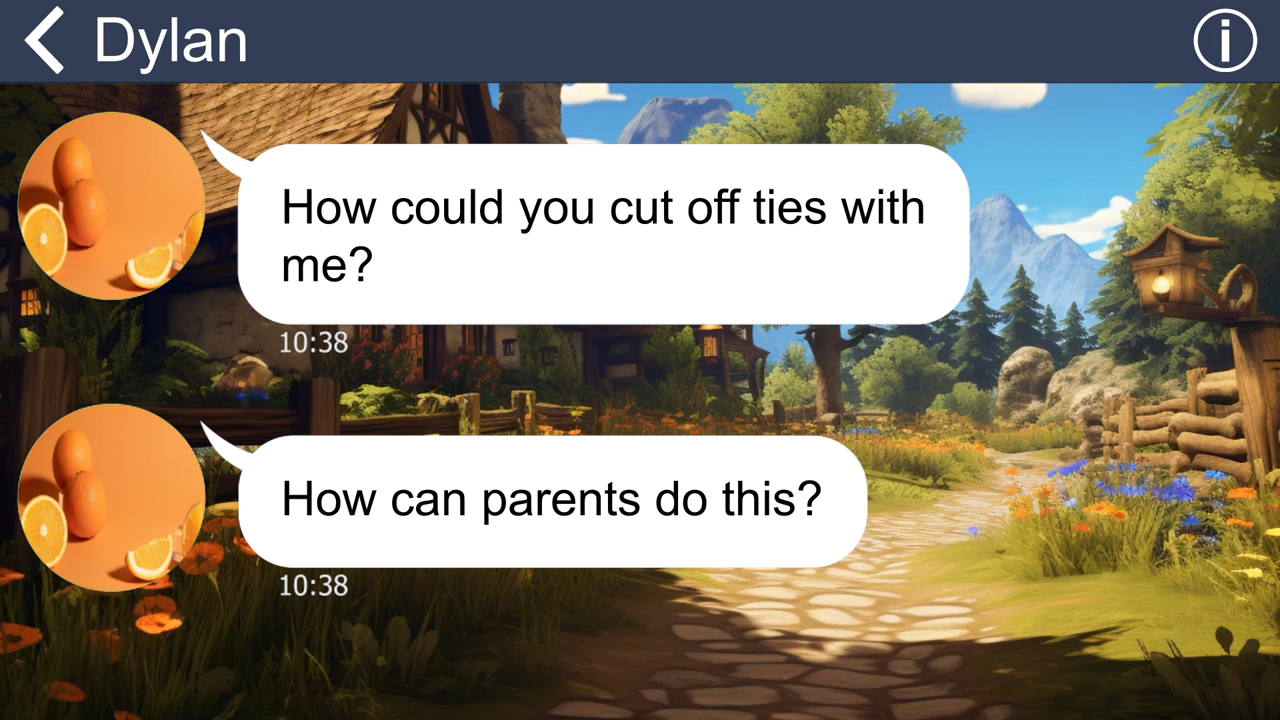 Dylan
How could you cut off ties with
me?
10:38
How can parents do this?
10:38